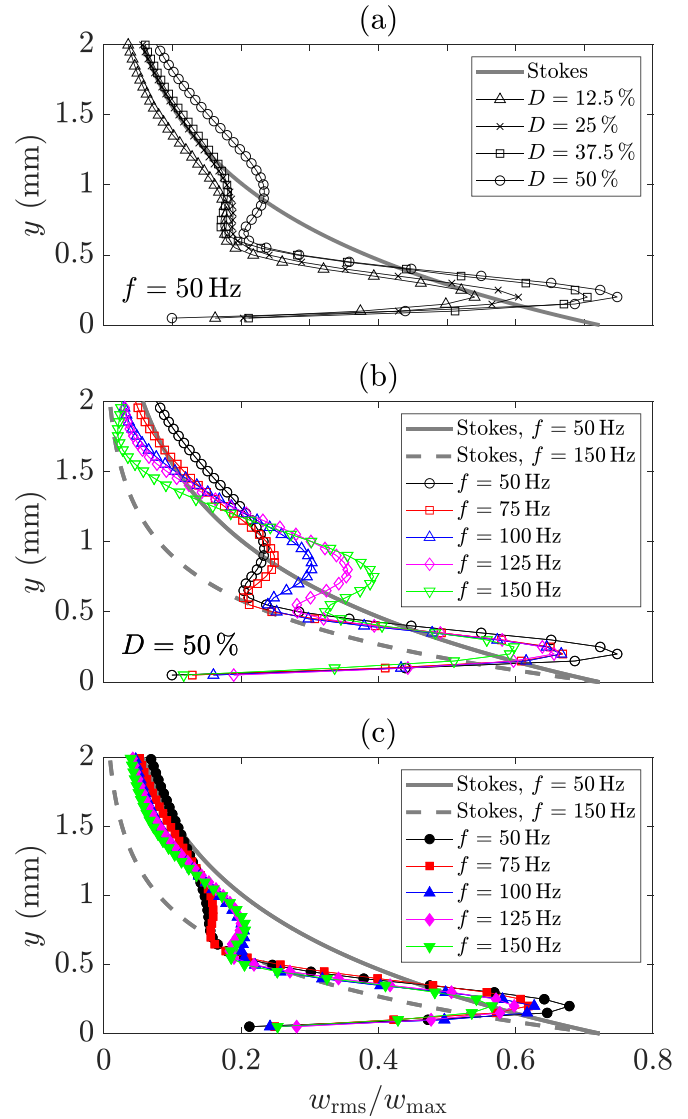 (a)
2
1.5
1
0.5
0
y (mm)
Stokes
D = 12.5 %
D = 25 %
D = 37.5 %
D = 50 %
f = 50 Hz
(b)
2
1.5
1
0.5
0
y (mm)
Stokes, f = 50 Hz
Stokes, f = 150 Hz
f = 50 Hz
f = 75 Hz
f = 100 Hz
f = 125 Hz
f = 150 Hz
D = 50 %
(c)
2
1.5
1
0.5
0
y (mm)
Stokes, f = 50 Hz
Stokes, f = 150 Hz
f = 50 Hz
f = 75 Hz
f = 100 Hz
f = 125 Hz
f = 150 Hz
0 0.2 0.4 0.6 0.8
w_rms/w_max